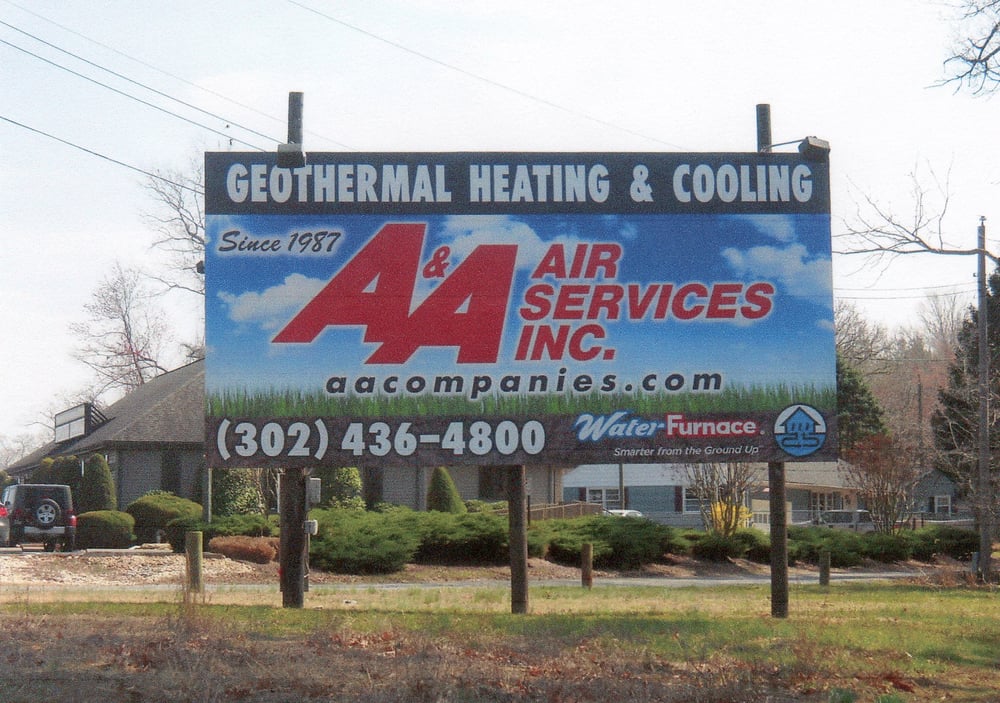 GEOTHERMAL HEATING & COOLING
Since 1987
A&A
AIR
SERVICES
INC.
aacompanies.com
(302) 436-4800
WaterFurnace
Smarter from the Ground Up